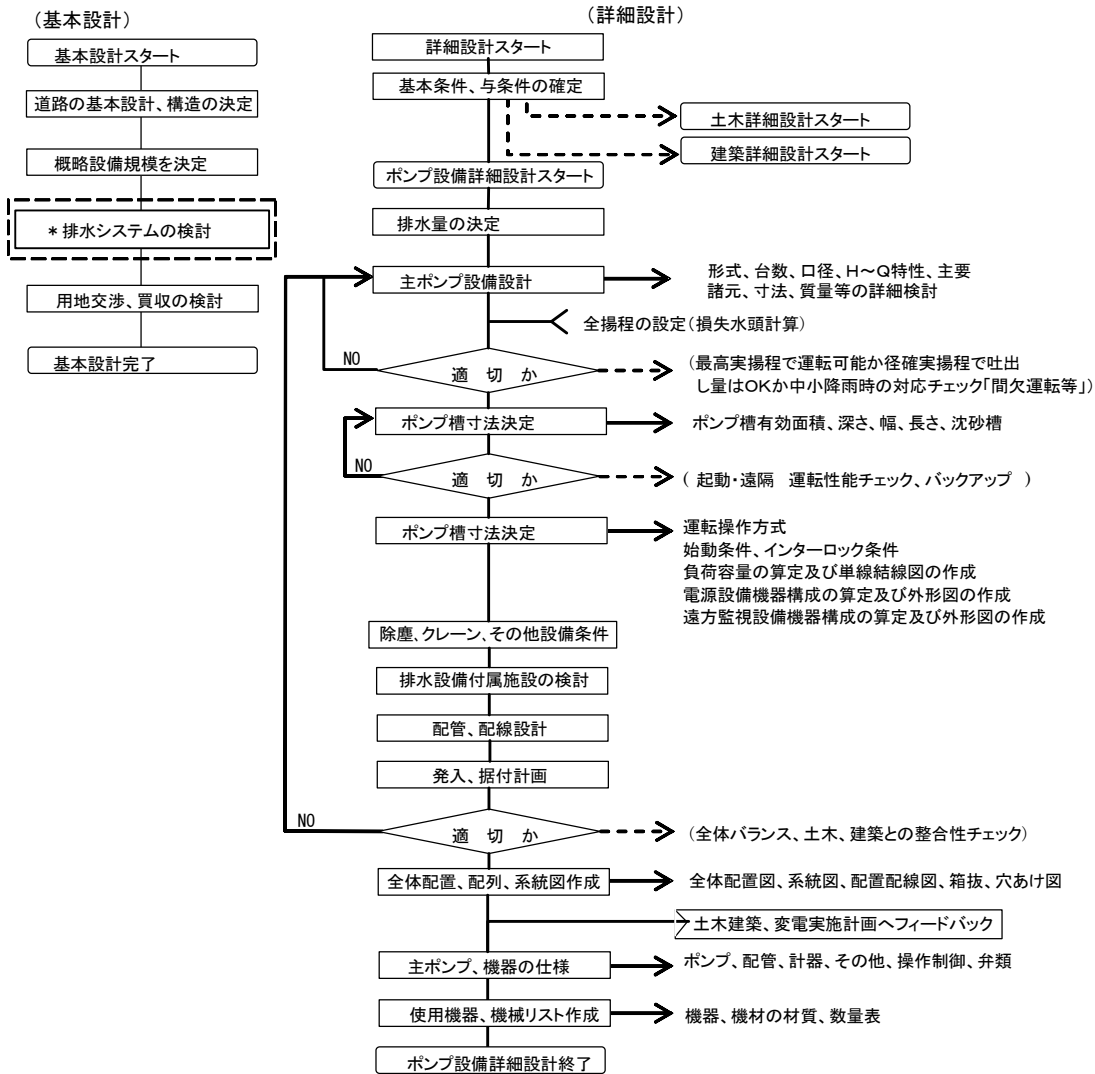 (基本設計)
基本設計スタート
道路の基本設計、構造の決定
概略設備規模を決定
*排水システムの検討
用地交渉、買収の検討
基本設計完了
(詳細設計)
詳細設計スタート
基本条件、与条件の確定
土木詳細設計スタート
建築詳細設計スタート
ポンプ設備詳細設計スタート
排水量の決定
主ポンプ設備設計
形式、台数、口径、H～Q特性、主要
諸元、寸法、質量等の詳細検討
全揚程の設定(損失水頭計算)
NO
適 切 か
(最高実揚程で運転可能か径確実揚程で吐出
し量はOKか中小降雨時の対応チェック「間欠運転等」)
ポンプ槽寸法決定
ポンプ槽有効面積、深さ、幅、長さ、沈砂槽
NO
適 切 か
( 起動・遠隔 運転性能チェック、バックアップ )
ポンプ槽寸法決定
運転操作方式
始動条件、インターロック条件
負荷容量の算定及び単線結線図の作成
電源設備機器構成の算定及び外形図の作成
遠方監視設備機器構成の算定及び外形図の作成
除塵、クレーン、その他設備条件
排水設備付属施設の検討
配管、配線設計
発入、据付計画
NO
適 切 か
(全体バランス、土木、建築との整合性チェック)
全体配置、配列、系統図作成
全体配置図、系統図、配置配線図、箱抜、穴あけ図
土木建築、変電実施計画へフィードバック
主ポンプ、機器の仕様
ポンプ、配管、計器、その他、操作制御、弁類
使用機器、機械リスト作成
機器、機材の材質、数量表
ポンプ設備詳細設計終了